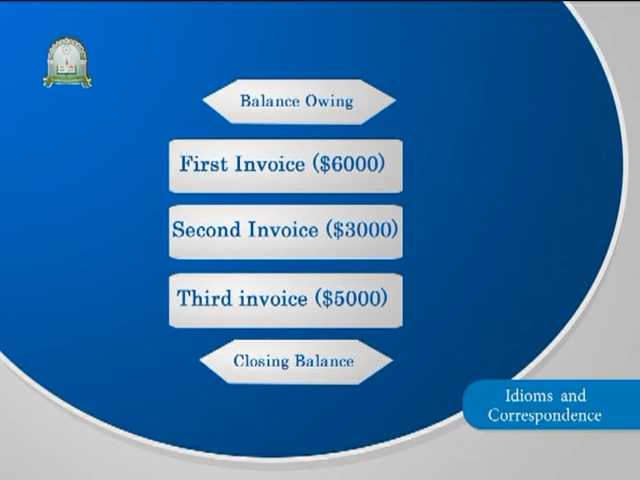 Balance Owing
First Invoice ($6000)
Second Invoice ($3000)
Third invoice ($5000)
Closing Balance
Idioms and
Correspondence